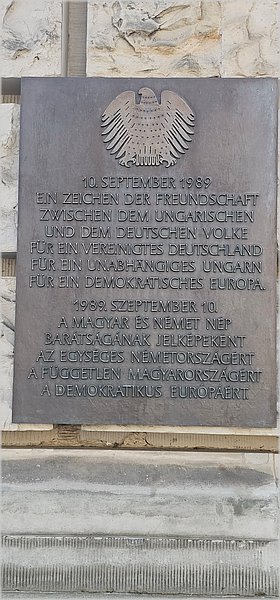 10. SEPTEMBER 1989
EIN ZEICHEN DER FREUNDSCHAFT
ZWISCHEN DEM UNGARISCHEN
UND DEM DEUTSCHEN VOLKE
FÜR EIN VEREINIGTES DEUTSCHLAND
FÜR EIN UNABHÄNGIGES UNGARN
FÜR EIN DEMOKRATISCHES EUROPA.
1989. SZEPTEMBER 10.
A MAGYAR ÉS NÉMET NÉP
BARÁTSÁGÁNAK JELKÉPEKÉNT
AZ EGYSÉGES NÉMETORSZÁGÉRT
A FÜGGETLEN MAGYARORSZÁGÉRT
A DEMOKRATIKUS EURÓPÁÉRT